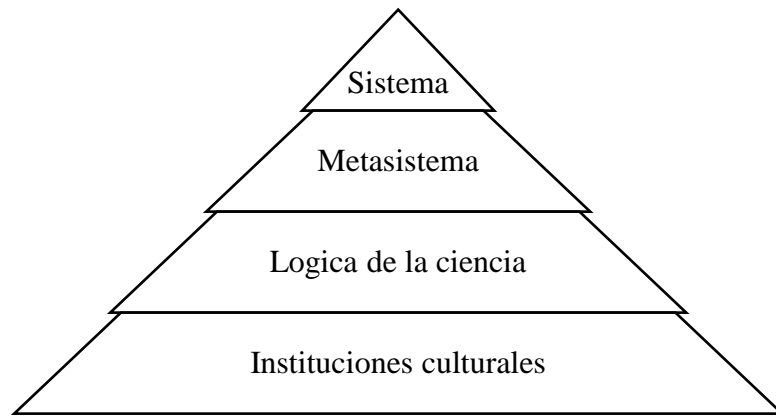 Sistema
Metasistema
Logica de la ciencia
Instituciones culturales